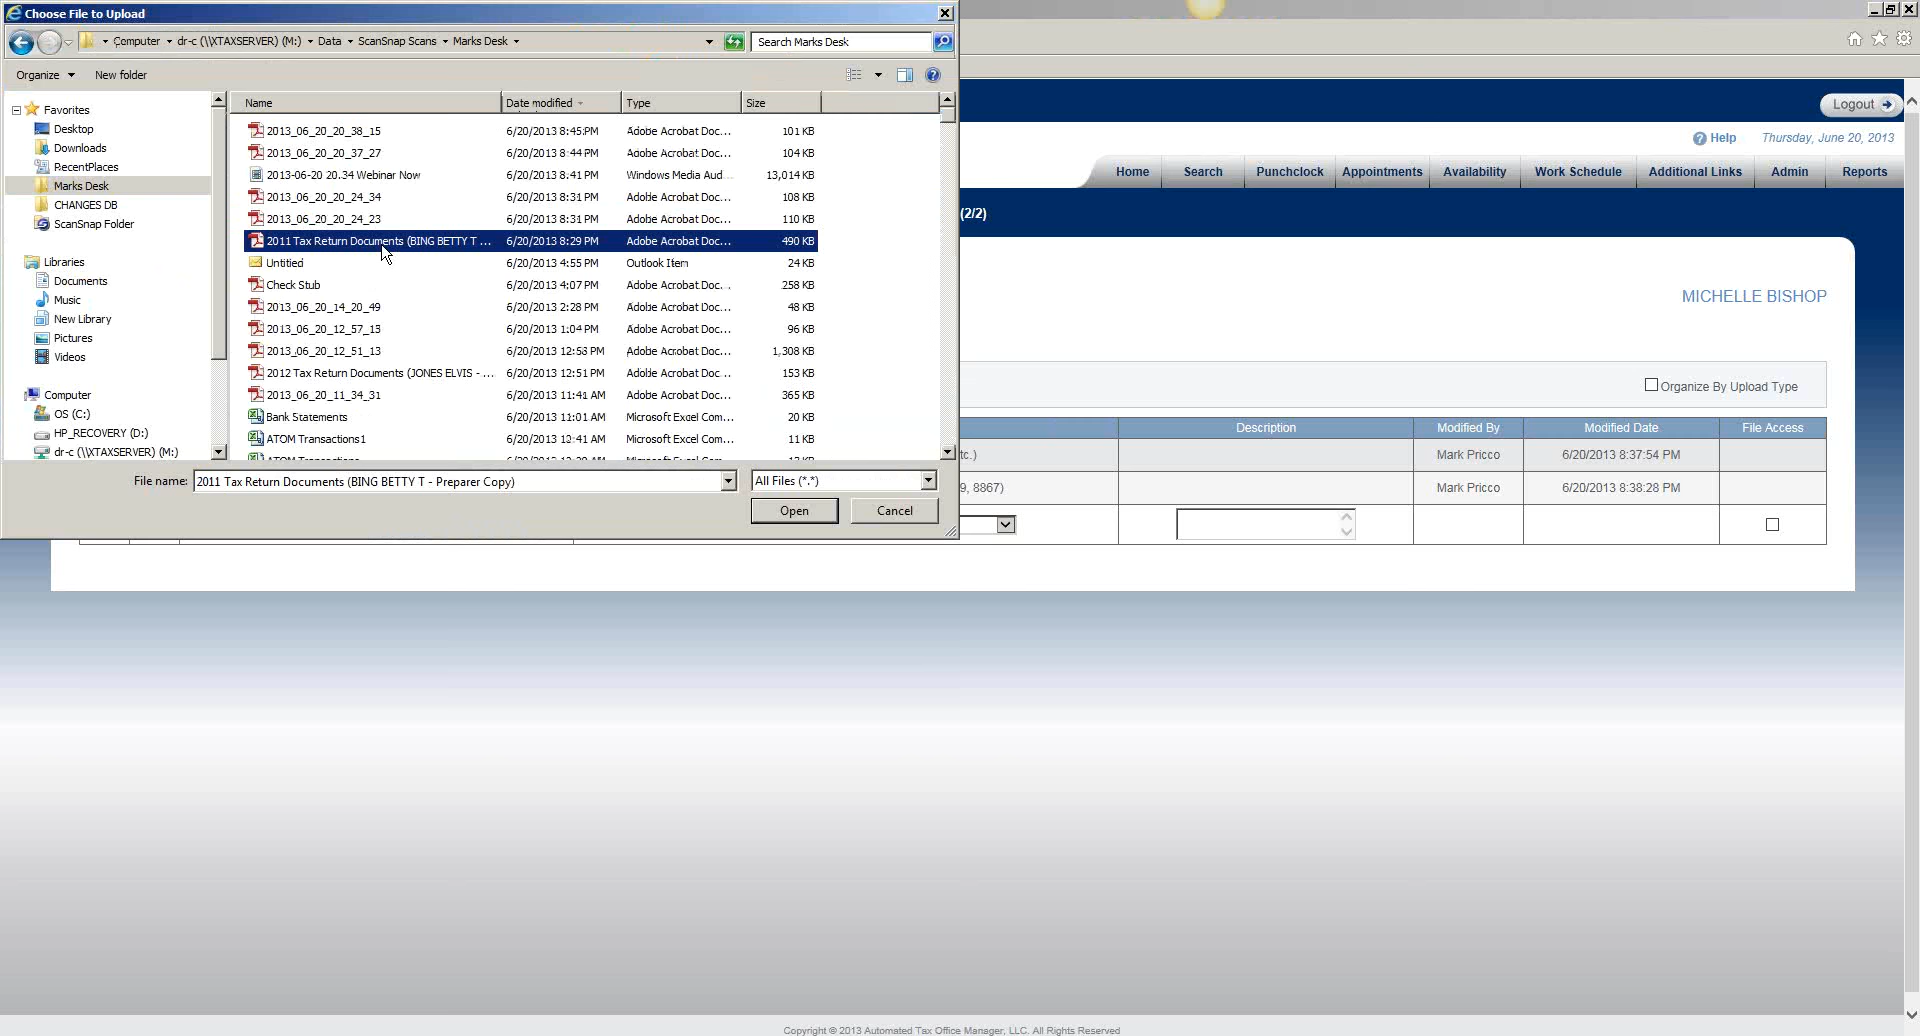 Choose File to Upload
Computer dr-c (\\XTAXSERVER) (M:) Data ScanSnap Scans Marks Desk
Search Marks Desk
Organize New folder
Favorites
Desktop
Downloads
RecentPlaces
Marks Desk
CHANGES DB
ScanSnap Folder
Libraries
Documents
Music
New Library
Pictures
Videos
Computer
OS (C:)
HP_RECOVERY (D:)
dr-c (\\XTAXSERVER) (M:)
Name Date modified Type Size
2013_06_20_20_38_15 6/20/2013 8:45 PM Adobe Acrobat Doc... 101 KB
2013_06_20_20_37_27 6/20/2013 8:44 PM Adobe Acrobat Doc... 104 KB
2013-06-20 20.34 Webinar Now 6/20/2013 8:41 PM Windows Media Aud... 13,014 KB
2013_06_20_20_24_34 6/20/2013 8:31 PM Adobe Acrobat Doc... 108 KB
2013_06_20_20_24_23 6/20/2013 8:31 PM Adobe Acrobat Doc... 110 KB
2011 Tax Return Documents (BING BETTY T ... 6/20/2013 8:29 PM Adobe Acrobat Doc... 490 KB
Untitled 6/20/2013 4:55 PM Outlook Item 24 KB
Check Stub 6/20/2013 4:07 PM Adobe Acrobat Doc... 258 KB
2013_06_20_14_20_49 6/20/2013 2:28 PM Adobe Acrobat Doc... 48 KB
2013_06_20_12_57_13 6/20/2013 1:04 PM Adobe Acrobat Doc... 96 KB
2013_06_20_12_51_13 6/20/2013 12:58 PM Adobe Acrobat Doc... 1,308 KB
2012 Tax Return Documents (JONES ELVIS - ... 6/20/2013 12:51 PM Adobe Acrobat Doc... 153 KB
2013_06_20_11_34_31 6/20/2013 11:41 AM Adobe Acrobat Doc... 365 KB
Bank Statements 6/20/2013 11:01 AM Microsoft Excel Com... 20 KB
ATOM Transactions1 6/20/2013 10:41 AM Microsoft Excel Com... 11 KB
File name: 2011 Tax Return Documents (BING BETTY T - Preparer Copy) All Files (*.*)
Open Cancel
Logout
Help Thursday, June 20, 2013
Home Search Punchclock Appointments Availability Work Schedule Additional Links Admin Reports
(2/2)
MICHELLE BISHOP
Organize By Upload Type
Description Modified By Modified Date File Access
tc.) Mark Pricco 6/20/2013 8:37:54 PM
9, 8867) Mark Pricco 6/20/2013 8:38:28 PM
Copyright © 2013 Automated Tax Office Manager, LLC. All Rights Reserved